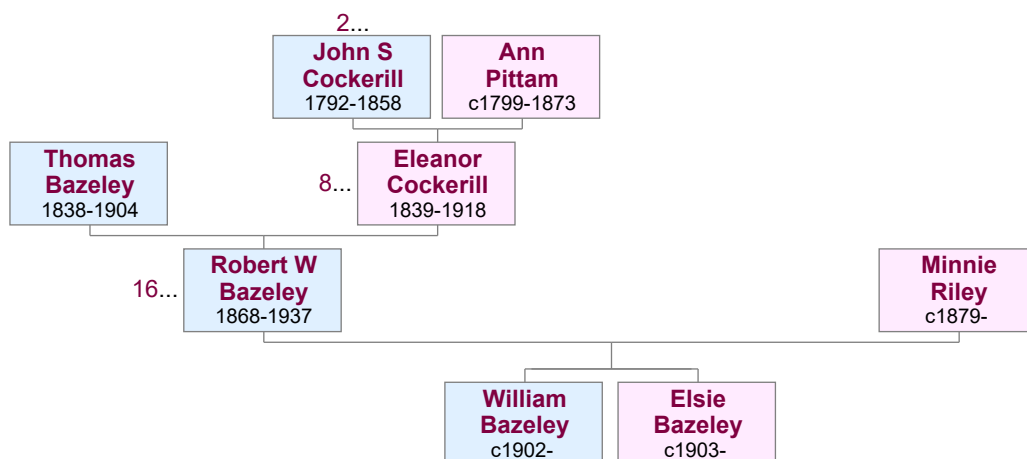 2...
John S
Cockerill
1792-1858
Ann
Pittam
c1799-1873
Thomas
Bazeley
1838-1904
8...
Eleanor
Cockerill
1839-1918
16...
Robert W
Bazeley
1868-1937
Minnie
Riley
c1879-
William
Bazeley
c1902-
Elsie
Bazeley
c1903-